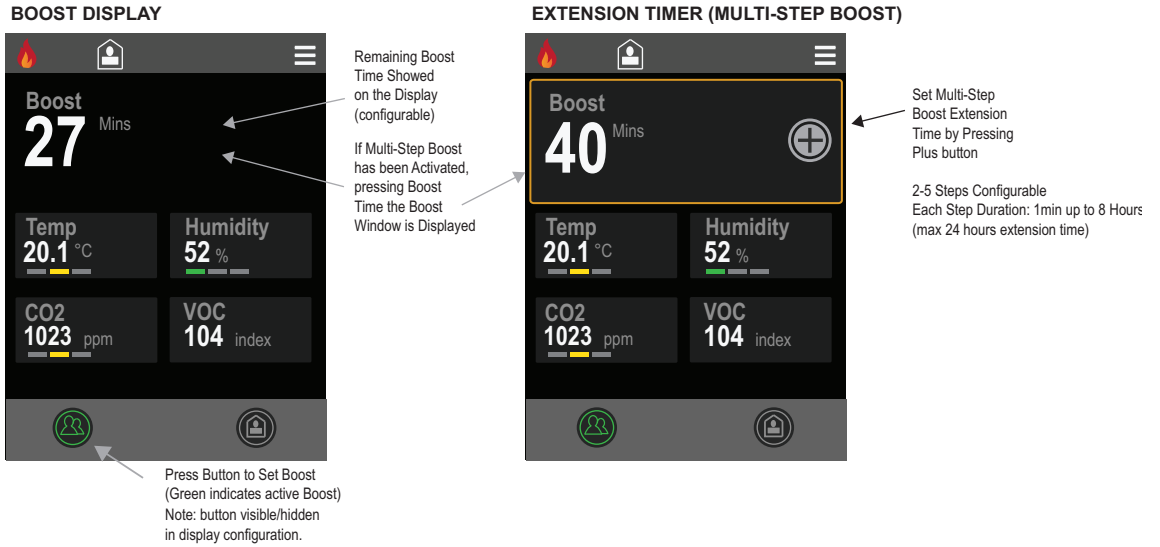 BOOST DISPLAY
Boost
27 Mins
Temp
20.1 °C
Humidity
52 %
CO2
1023 ppm
VOC
104 index
Remaining Boost
Time Showed
on the Display
(configurable)
If Multi-Step Boost
has been Activated,
pressing Boost
Time the Boost
Window is Displayed
Press Button to Set Boost
(Green indicates active Boost)
Note: button visible/hidden
in display configuration.
EXTENSION TIMER (MULTI-STEP BOOST)
Boost
40 Mins
Temp
20.1 °C
Humidity
52 %
CO2
1023 ppm
VOC
104 index
Set Multi-Step
Boost Extension
Time by Pressing
Plus button
2-5 Steps Configurable
Each Step Duration: 1min up to 8 Hours
(max 24 hours extension time)